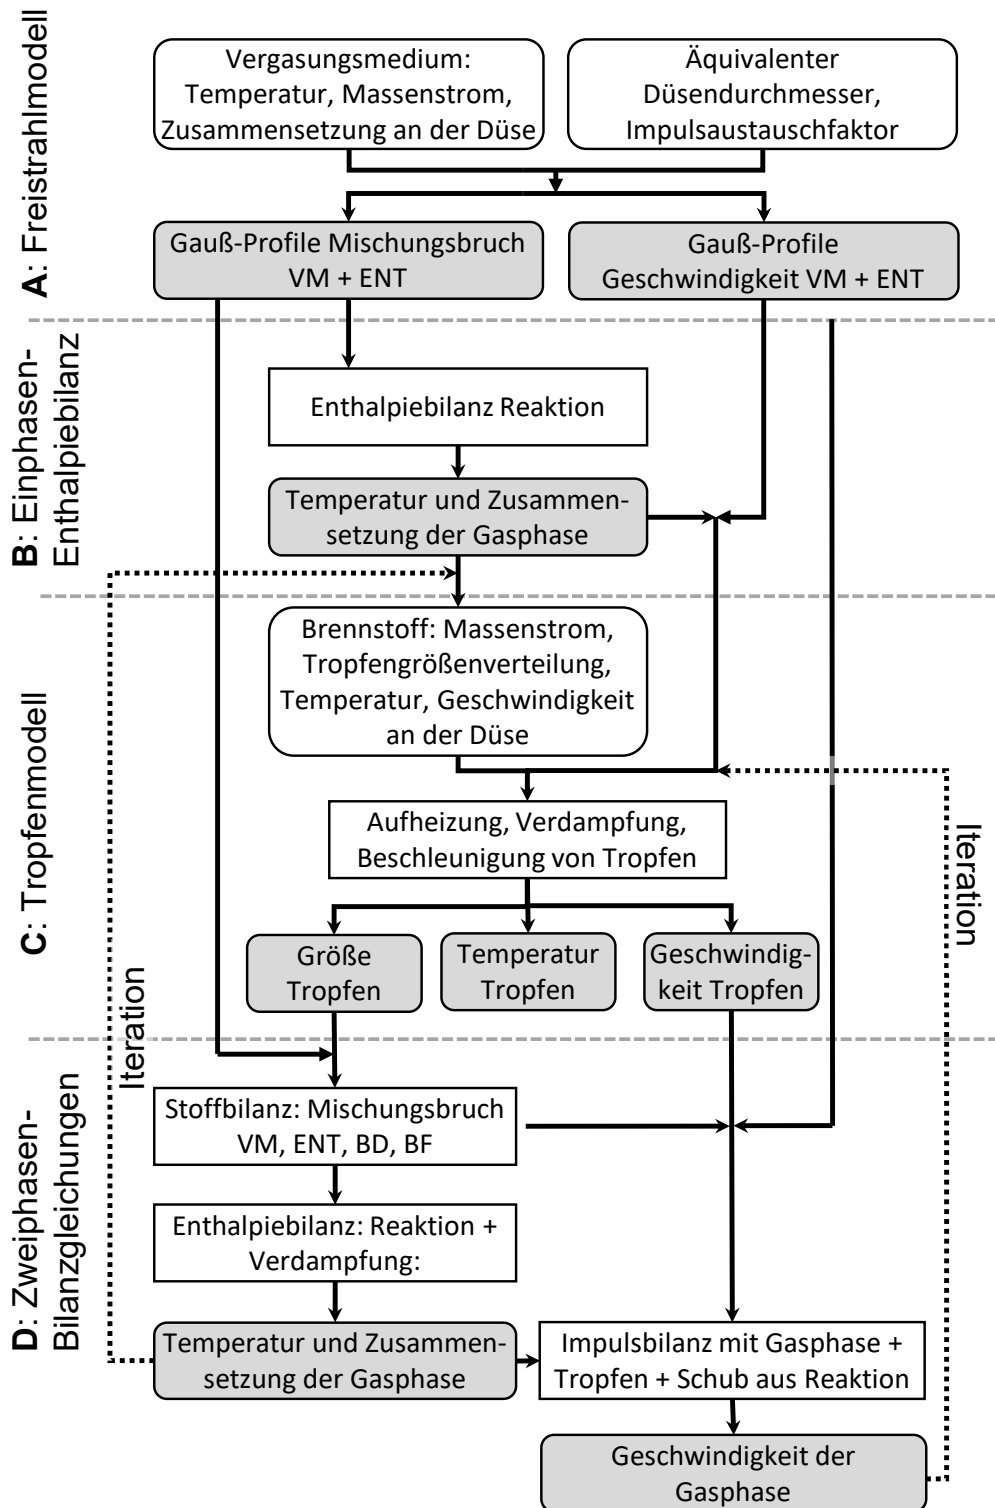 A: Freistrahlmodell
Vergasungsmedium:
Temperatur, Massenstrom,
Zusammensetzung an der Düse
Äquivalenter
Düsendurchmesser,
Impulsaustauschfaktor
Gauß-Profile Mischungsbruch
VM + ENT
Gauß-Profile
Geschwindigkeit VM + ENT
B: Einphasen-
Enthalpiebilanz
Enthalpiebilanz Reaktion
Temperatur und Zusammen-
setzung der Gasphase
C: Tropfenmodell
Brennstoff: Massenstrom,
Tropfengrößenverteilung,
Temperatur, Geschwindigkeit
an der Düse
Aufheizung, Verdampfung,
Beschleunigung von Tropfen
Iteration
Größe
Tropfen
Temperatur
Tropfen
Geschwindig-
keit Tropfen
Iteration
D: Zweiphasen-
Bilanzgleichungen
Stoffbilanz: Mischungsbruch
VM, ENT, BD, BF
Enthalpiebilanz: Reaktion +
Verdampfung:
Temperatur und Zusammen-
setzung der Gasphase
Impulsbilanz mit Gasphase +
Tropfen + Schub aus Reaktion
Geschwindigkeit der
Gasphase